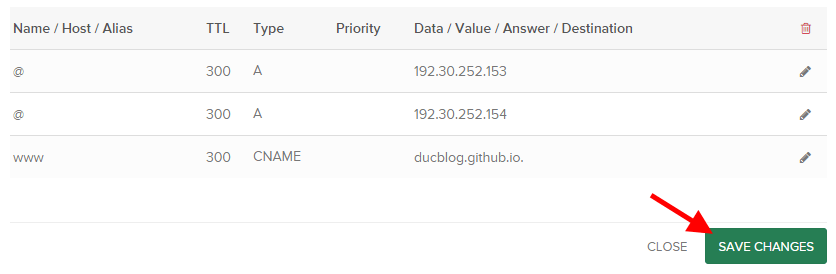 Name / Host / Alias TTL Type Priority Data / Value / Answer / Destination
@ 300 A 192.30.252.153
@ 300 A 192.30.252.154
www 300 CNAME ducblog.github.io.
CLOSE SAVE CHANGES